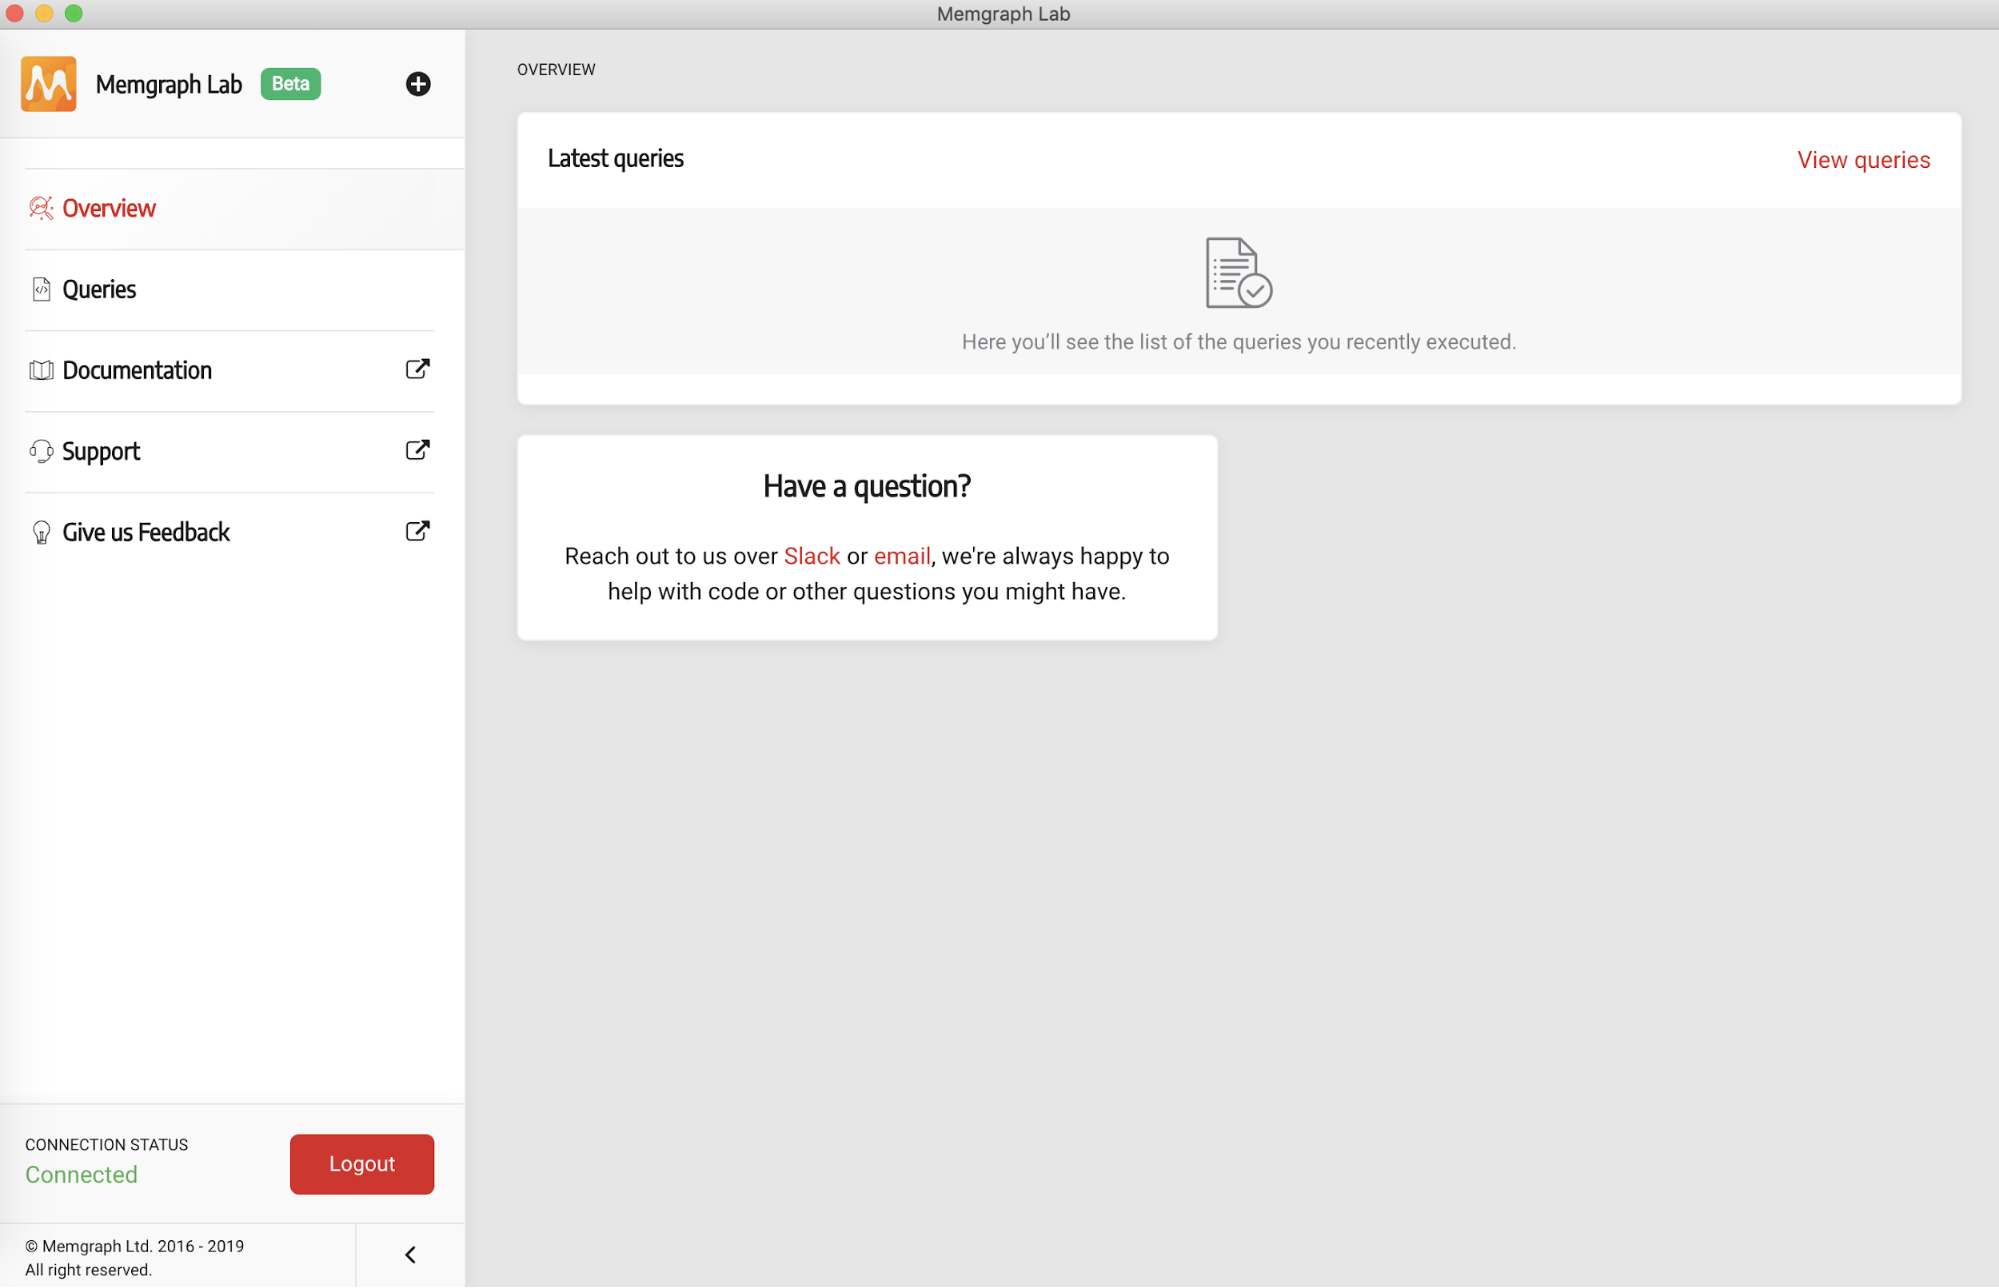 Memgraph Lab
Memgraph Lab Beta
Overview
Queries
Documentation
Support
Give us Feedback
CONNECTION STATUS
Connected
Logout
© Memgraph Ltd. 2016 - 2019
All right reserved.
OVERVIEW
Latest queries
View queries
Here you’ll see the list of the queries you recently executed.
Have a question?
Reach out to us over Slack or email, we're always happy to
help with code or other questions you might have.